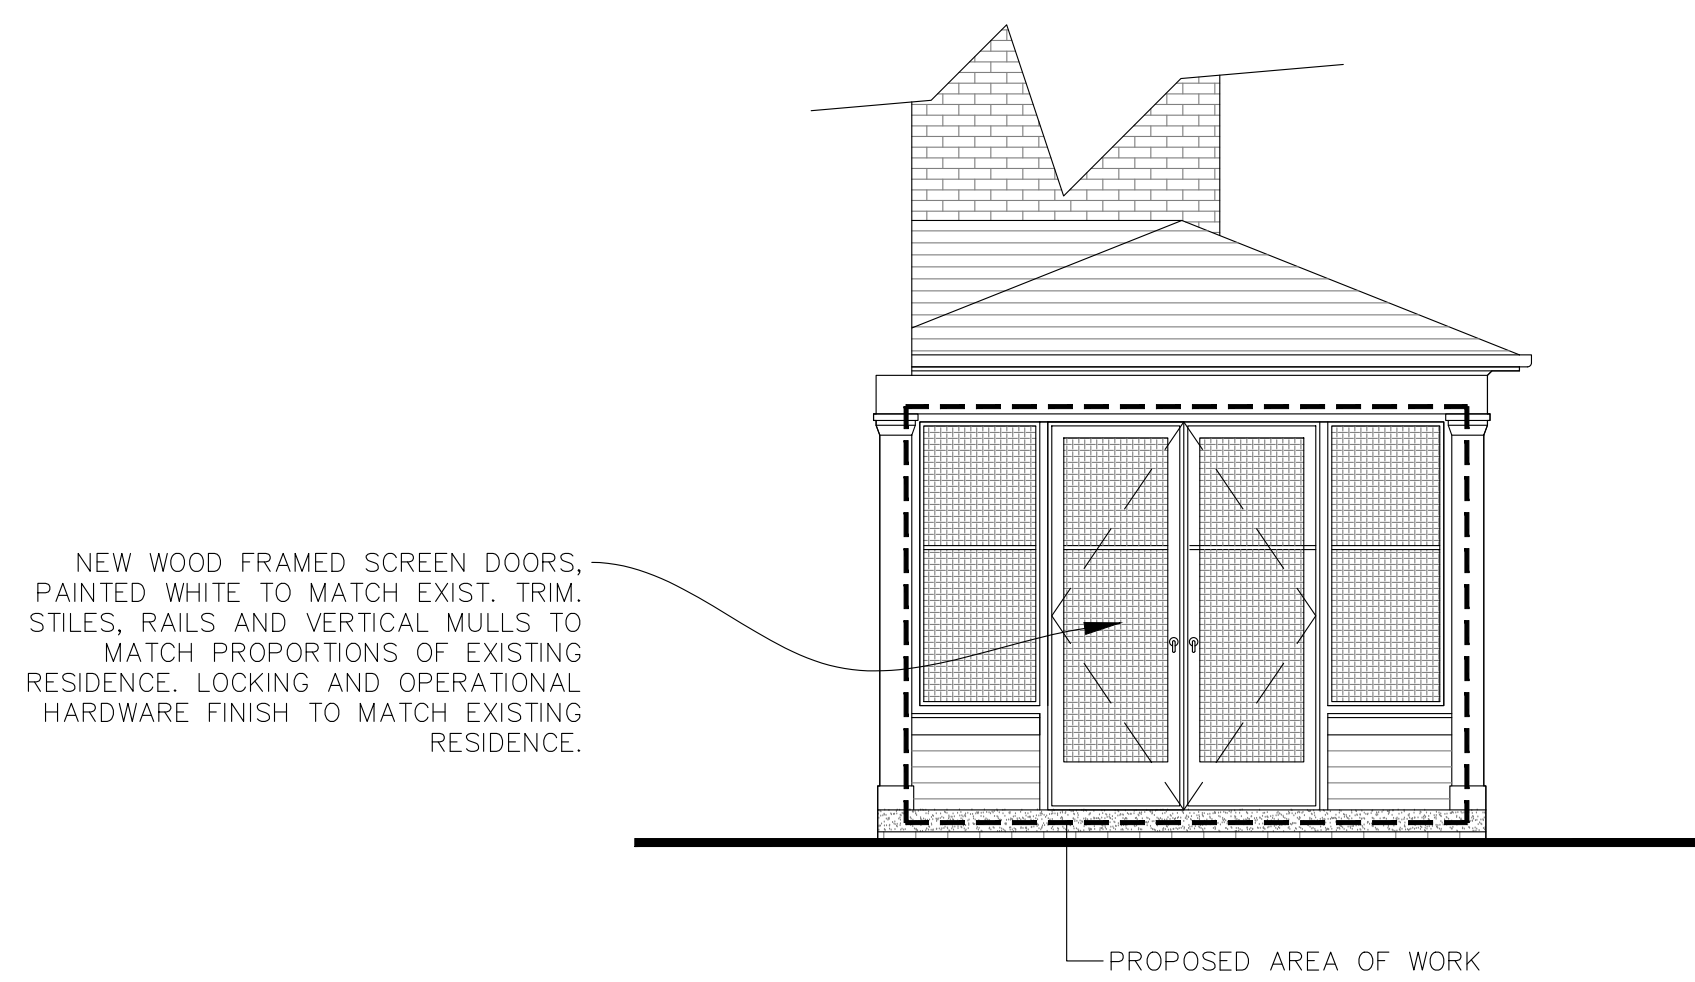 NEW WOOD FRAMED SCREEN DOORS,
PAINTED WHITE TO MATCH EXIST. TRIM.
STILES, RAILS AND VERTICAL MULLS TO
MATCH PROPORTIONS OF EXISTING
RESIDENCE. LOCKING AND OPERATIONAL
HARDWARE FINISH TO MATCH EXISTING
RESIDENCE.
PROPOSED AREA OF WORK